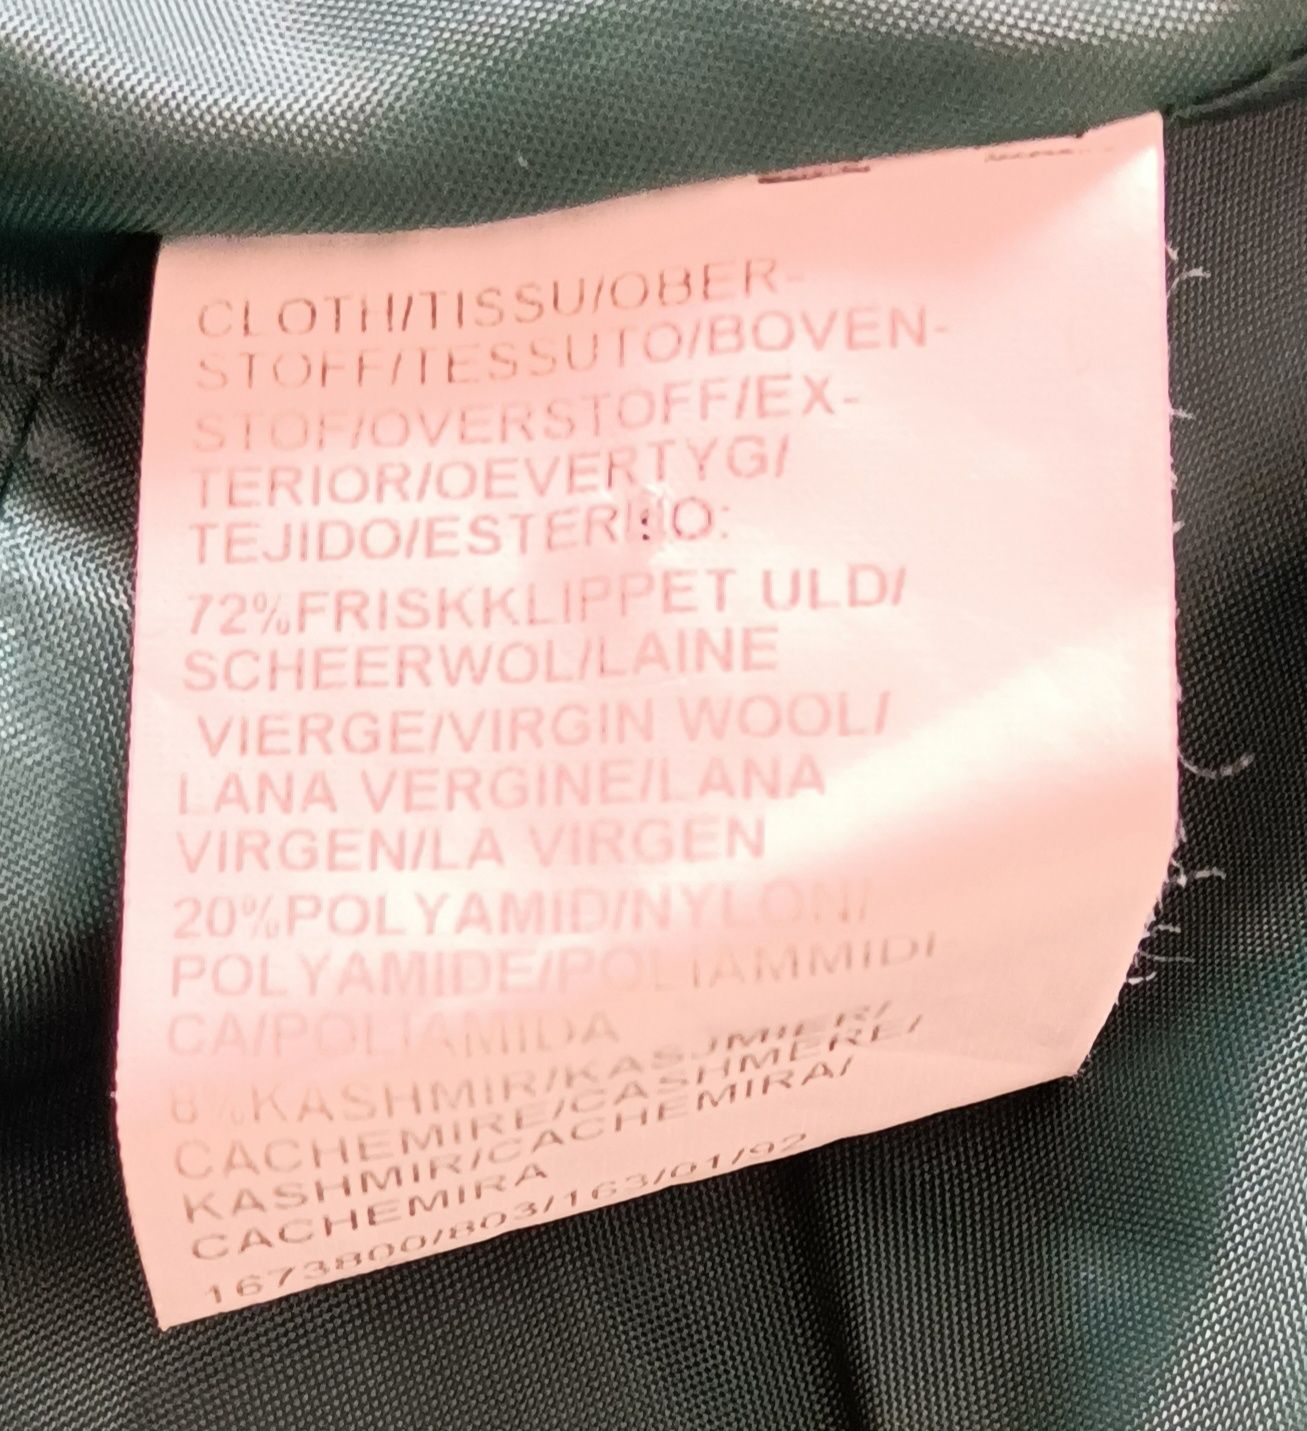 CLOTH/TISSU/OBER-
STOFF/TESSUTO/BOVEN-
STOF/OVERSTOFF/EX-
TERIOR/OEVERTYG/
TEJIDO/ESTERNO:
72%FRISKKLIPPET ULD/
SCHEERWOL/LAINE
VIERGE/VIRGIN WOOL/
LANA VERGINE/LANA
VIRGEN/LA VIRGEN
20%POLYAMID/NYLON/
POLYAMIDE/POLIAMMIDI-
CA/POLIAMIDA
8%KASHMIR/KASJMIER/
CACHEMIRE/CASHMERE/
KASHMIR/CACHEMIRA/
CACHEMIRA
1673800/803/163/01/92